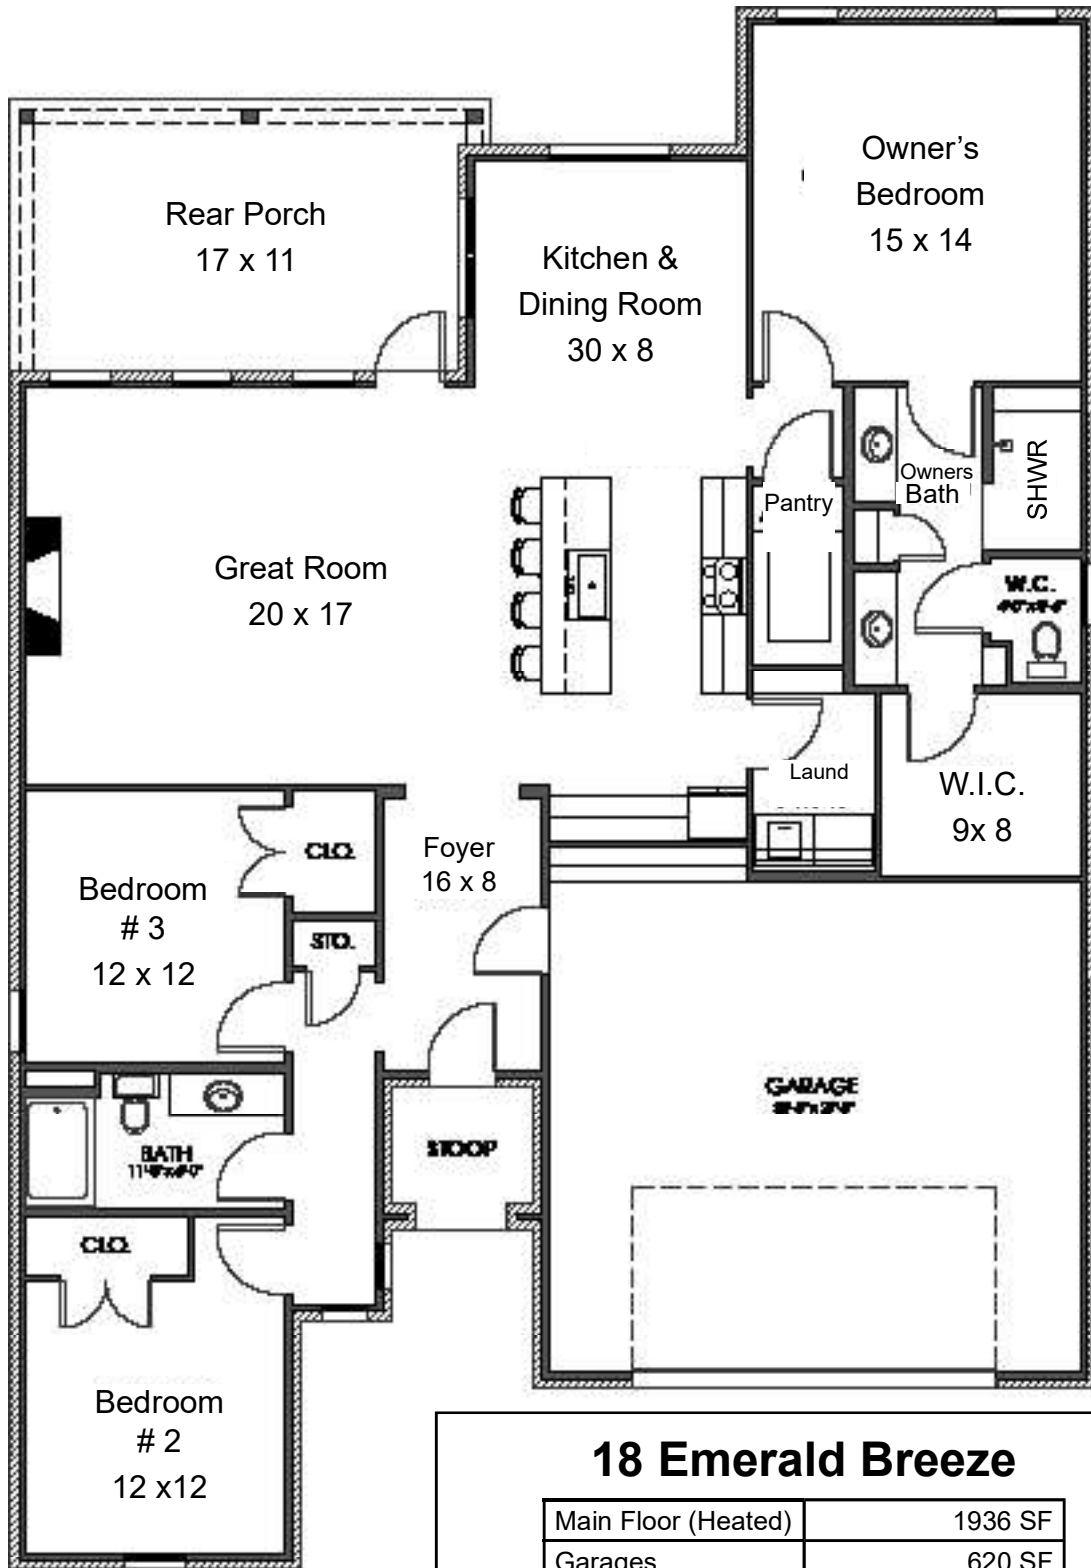 Owner's
Bedroom
15 x 14
Rear Porch
17 x 11
Kitchen &
Dining Room
30 x 8
Owners
Bath
SHWR
Pantry
Great Room
20 x 17
W.C.
Laund
W.I.C.
9x 8
CLO.
Foyer
16 x 8
Bedroom
# 3
12 x 12
STO.
GARAGE
BATH
STOOP
CLO.
Bedroom
# 2
12 x12
18 Emerald Breeze
Main Floor (Heated) 1936 SF
Garages 620 SF